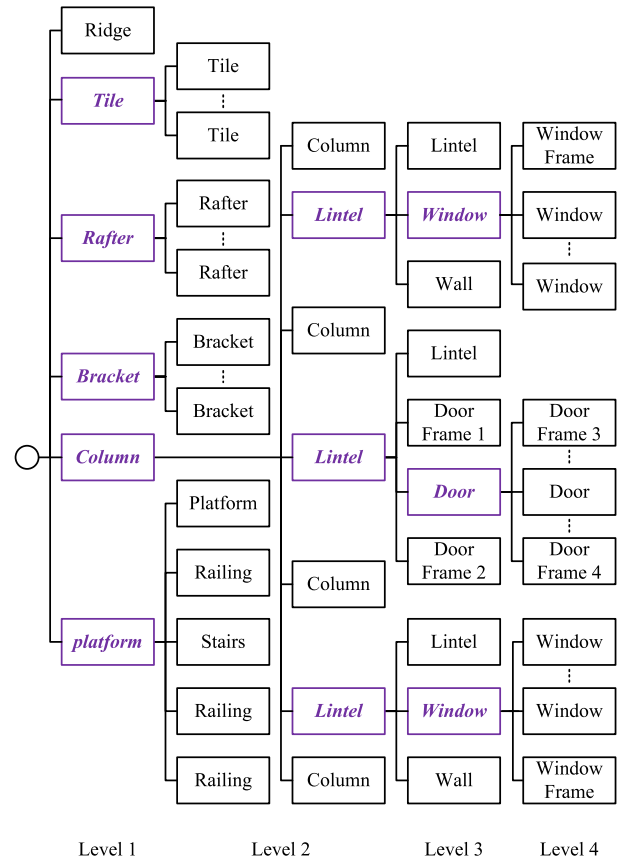 Ridge
Tile
Tile
Tile
Rafter
Rafter
Rafter
Bracket
Bracket
Bracket
Column
platform
Platform
Railing
Stairs
Railing
Railing
Column
Lintel
Column
Lintel
Column
Lintel
Column
Lintel
Window
Wall
Window
Frame
Window
Window
Lintel
Door
Frame 1
Door
Door
Frame 2
Door
Frame 3
Door
Door
Frame 4
Lintel
Window
Wall
Window
Window
Window
Frame
Level 1
Level 2
Level 3
Level 4